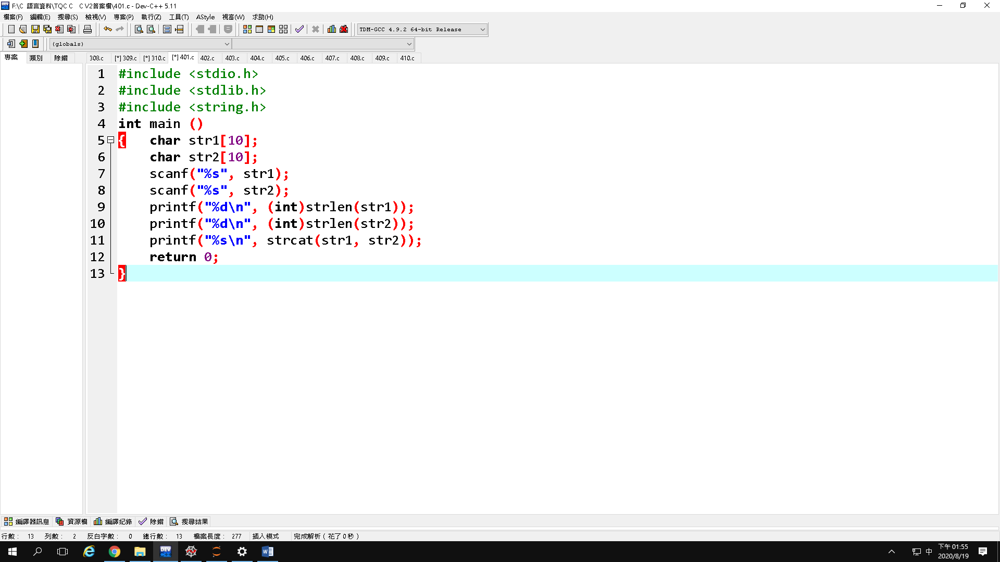 F:\C 語言資料\TQC C    C V2答案檔\401.c - Dev-C++ 5.11
檔案(F) 編輯(E) 搜尋(S) 檢視(V) 專案(P) 執行(Z) 工具(T) AStyle 視窗(W) 求助(H)
TDM-GCC 4.9.2 64-bit Release
(globals)
專案 類別 除錯 308.c [*] 309.c [*] 310.c [*] 401.c 402.c 403.c 404.c 405.c 406.c 407.c 408.c 409.c 410.c
1 #include <stdio.h>
2 #include <stdlib.h>
3 #include <string.h>
4 int main ()
5 {   char str1[10];
6     char str2[10];
7     scanf("%s", str1);
8     scanf("%s", str2);
9     printf("%d\n", (int)strlen(str1));
10     printf("%d\n", (int)strlen(str2));
11     printf("%s\n", strcat(str1, str2));
12     return 0;
13 }
編譯器訊息 資源檔 編譯紀錄 除錯 搜尋結果
行數： 13 列數： 2 反白字數： 0 總行數： 13 檔案長度： 277 插入模式 完成解析 ( 花了 0 秒 )
DEV
中 下午 01:55
2020/8/19